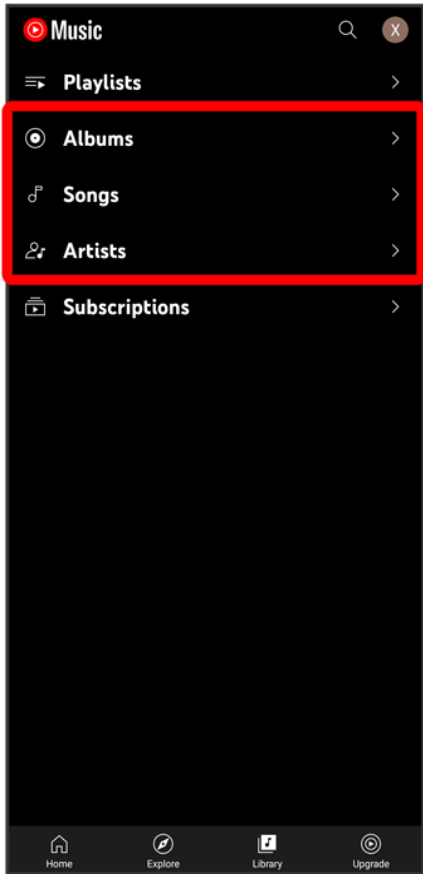 Music
X
Playlists
Albums
Songs
Artists
Subscriptions
Home Explore Library Upgrade